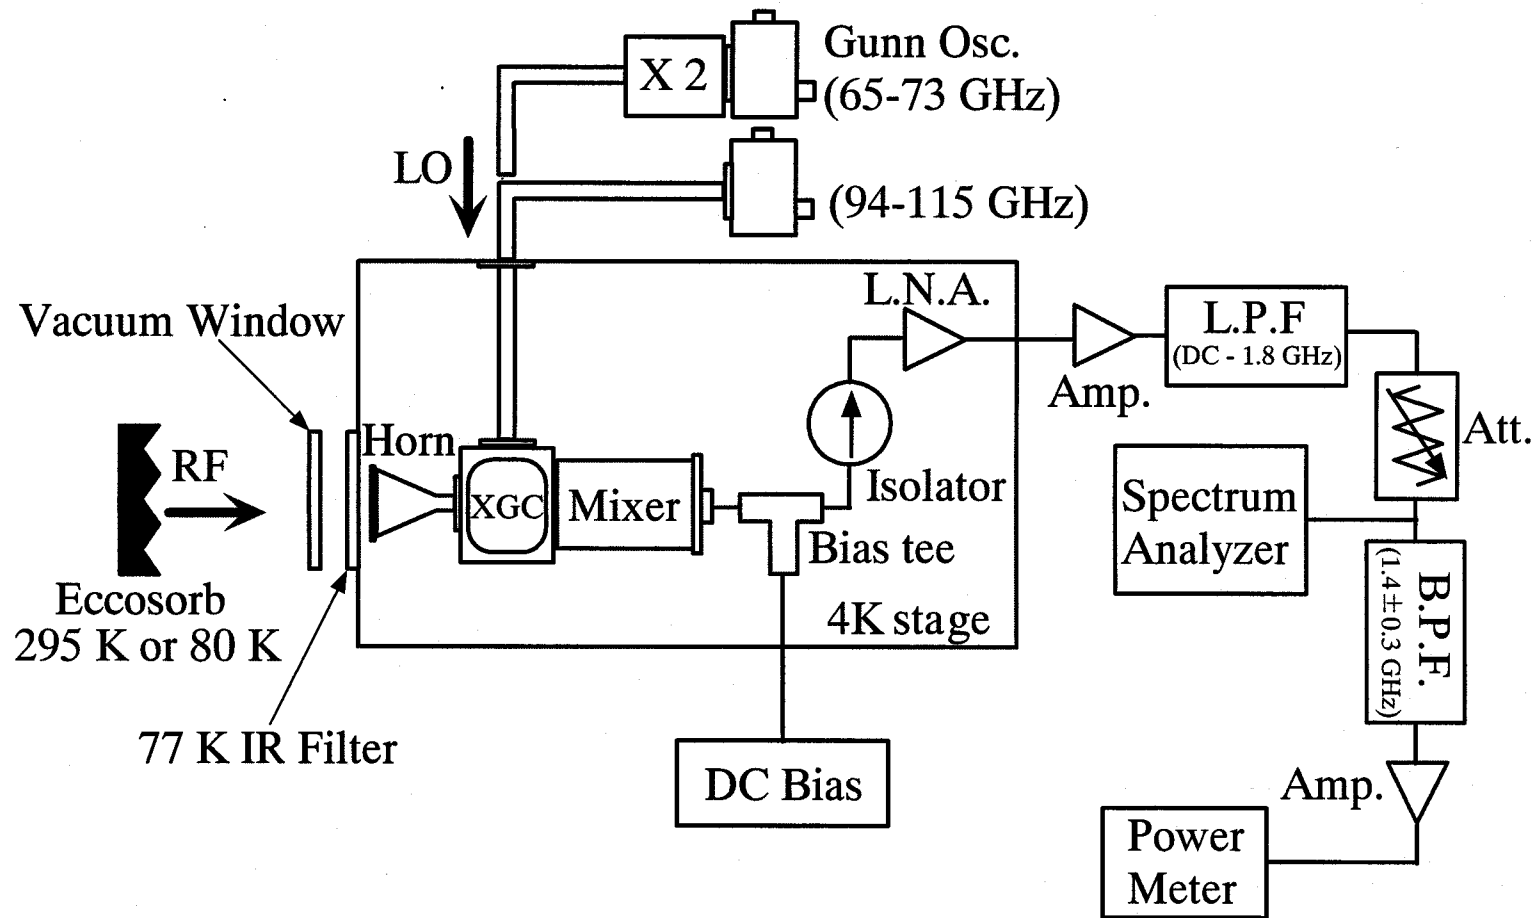 Gunn Osc.
(65-73 GHz)
X 2
LO
(94-115 GHz)
Vacuum Window
L.N.A.
L.P.F
(DC - 1.8 GHz)
Amp.
Att.
Horn
RF
XGC
Mixer
Isolator
Bias tee
Spectrum
Analyzer
B.P.F.
(1.4±0.3 GHz)
Eccosorb
295 K or 80 K
4K stage
77 K IR Filter
DC Bias
Amp.
Power
Meter